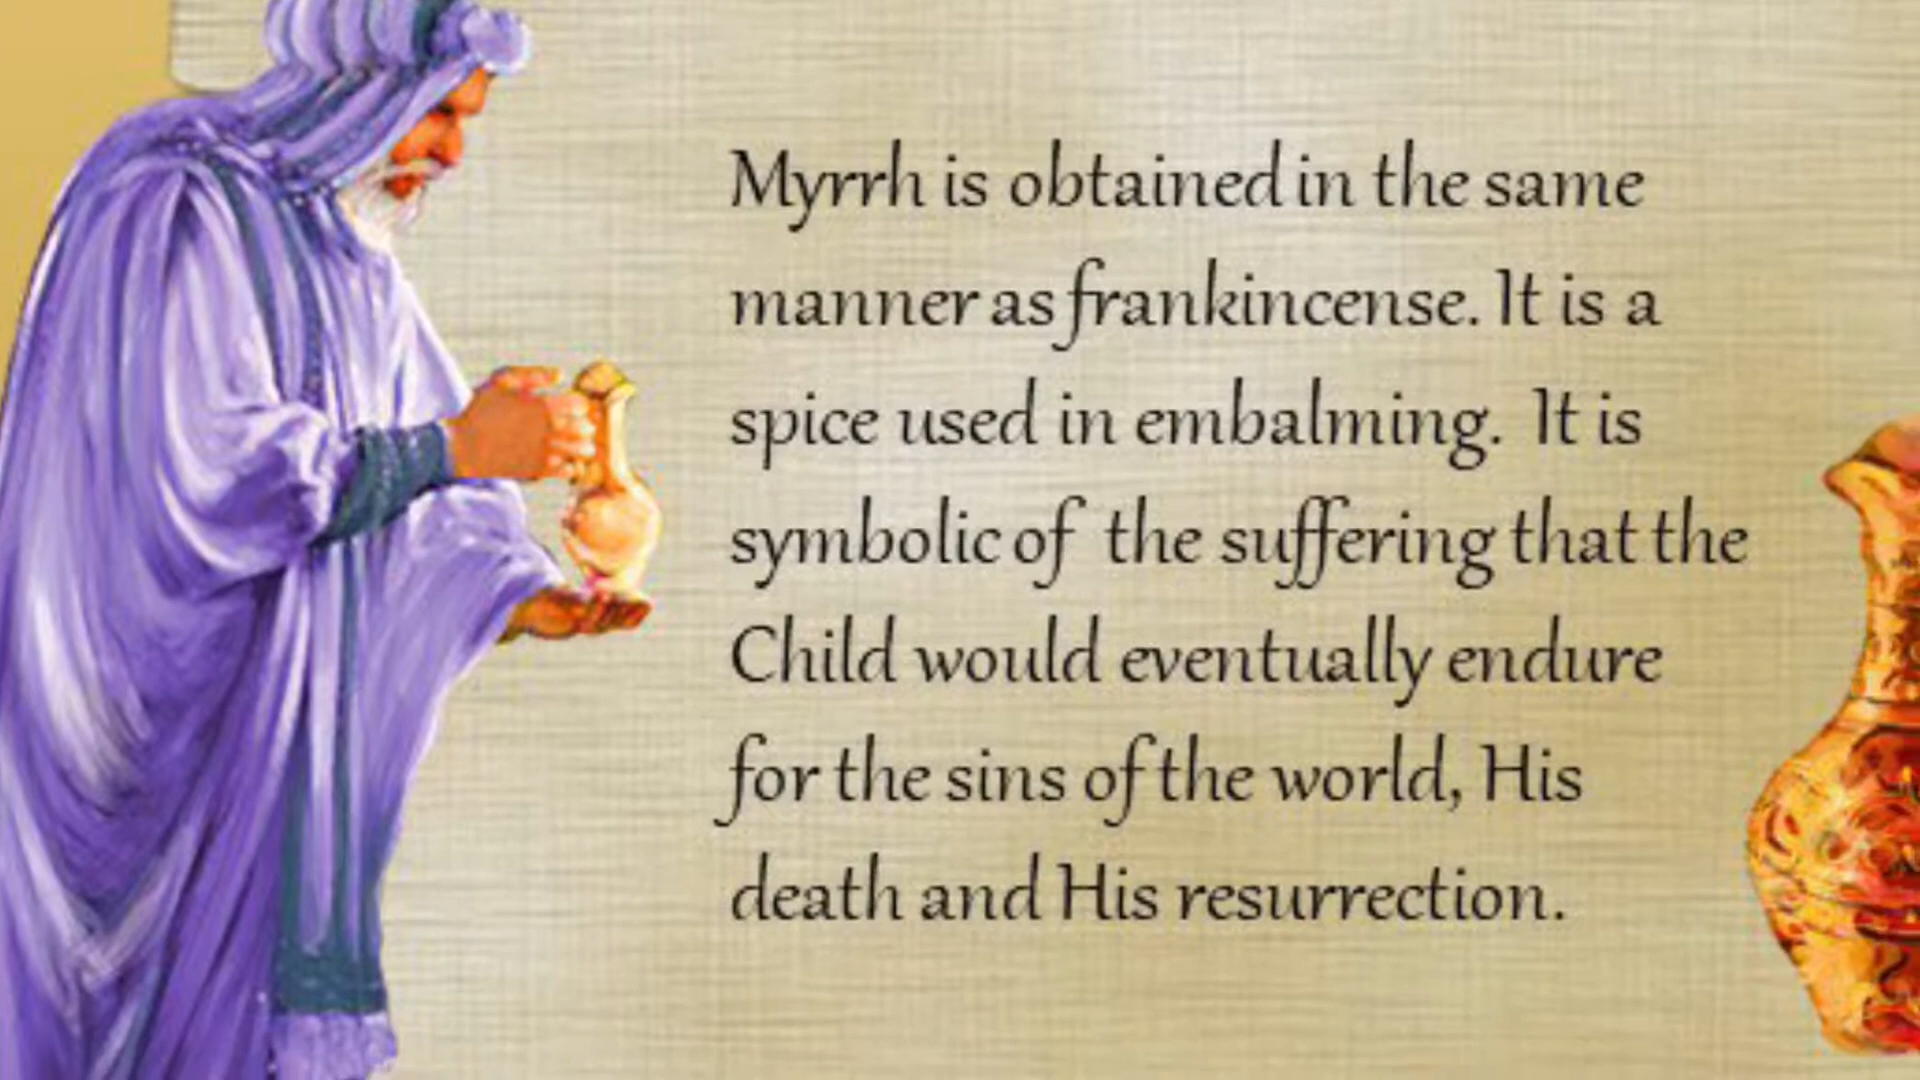 Myrrh is obtained in the same
manner as frankincense. It is a
spice used in embalming. It is
symbolic of the suffering that the
Child would eventually endure
for the sins of the world, His
death and His resurrection.